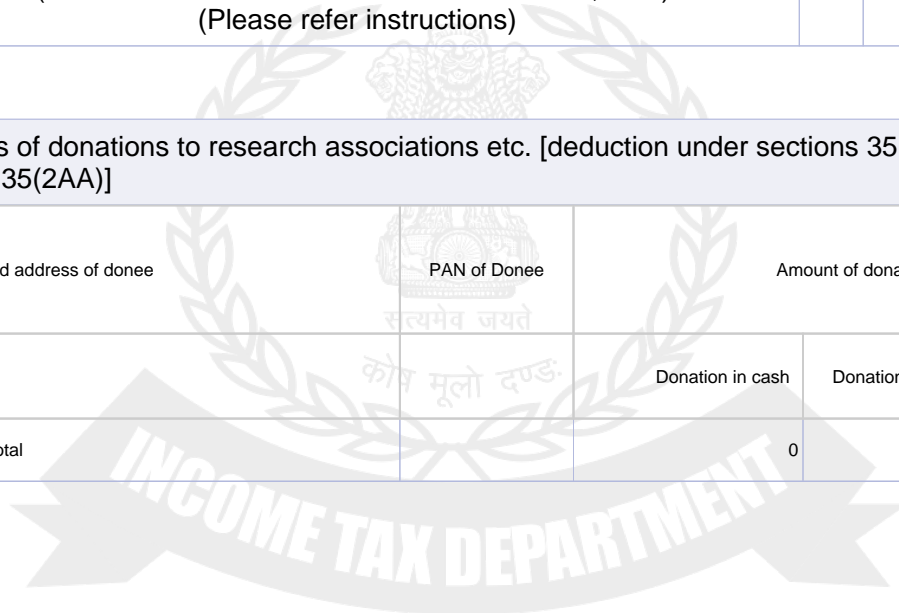 (Please refer instructions)
s of donations to research associations etc. [deduction under sections 35
35(2AA)]
d address of donee
PAN of Donee
Amount of dona
सत्यमेव जयते
कोष मूलो दण्डः
Donation in cash
Donation
otal
0
INCOME TAX DEPARTMENT